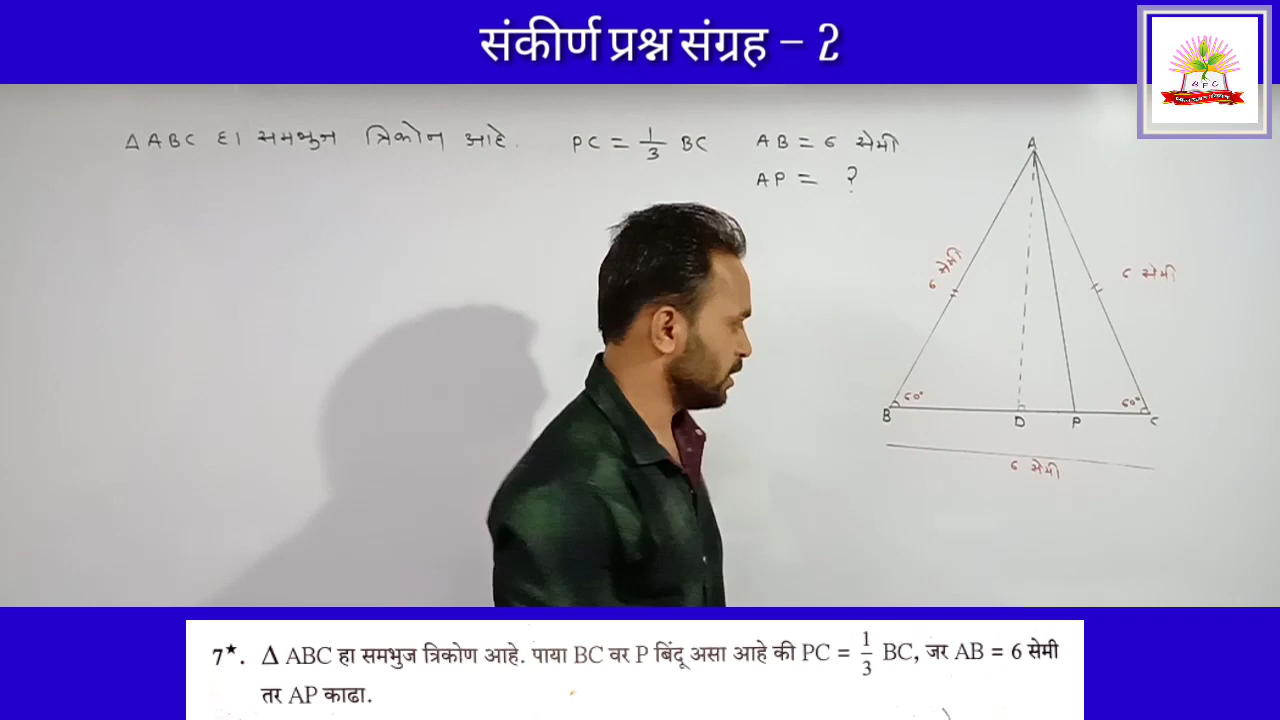 संकीर्ण प्रश्न संग्रह – 2
Δ ABC हा समभुज त्रिकोन आहे. PC = 1/3 BC AB = 6 सेमी
AP = ?
A
6 सेमी
6 सेमी
60° 60°
B D P C
6 सेमी
7★. Δ ABC हा समभुज त्रिकोण आहे. पाया BC वर P बिंदू असा आहे की PC = 1/3 BC, जर AB = 6 सेमी
तर AP काढा.